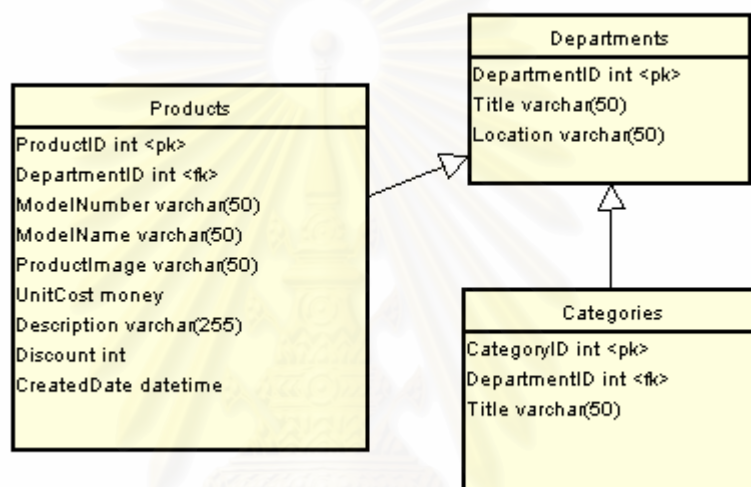 Products
ProductID int <pk>
DepartmentID int <fk>
ModelNumber varchar(50)
ModelName varchar(50)
ProductImage varchar(50)
UnitCost money
Description varchar(255)
Discount int
CreatedDate datetime
Departments
DepartmentID int <pk>
Title varchar(50)
Location varchar(50)
Categories
CategoryID int <pk>
DepartmentID int <fk>
Title varchar(50)